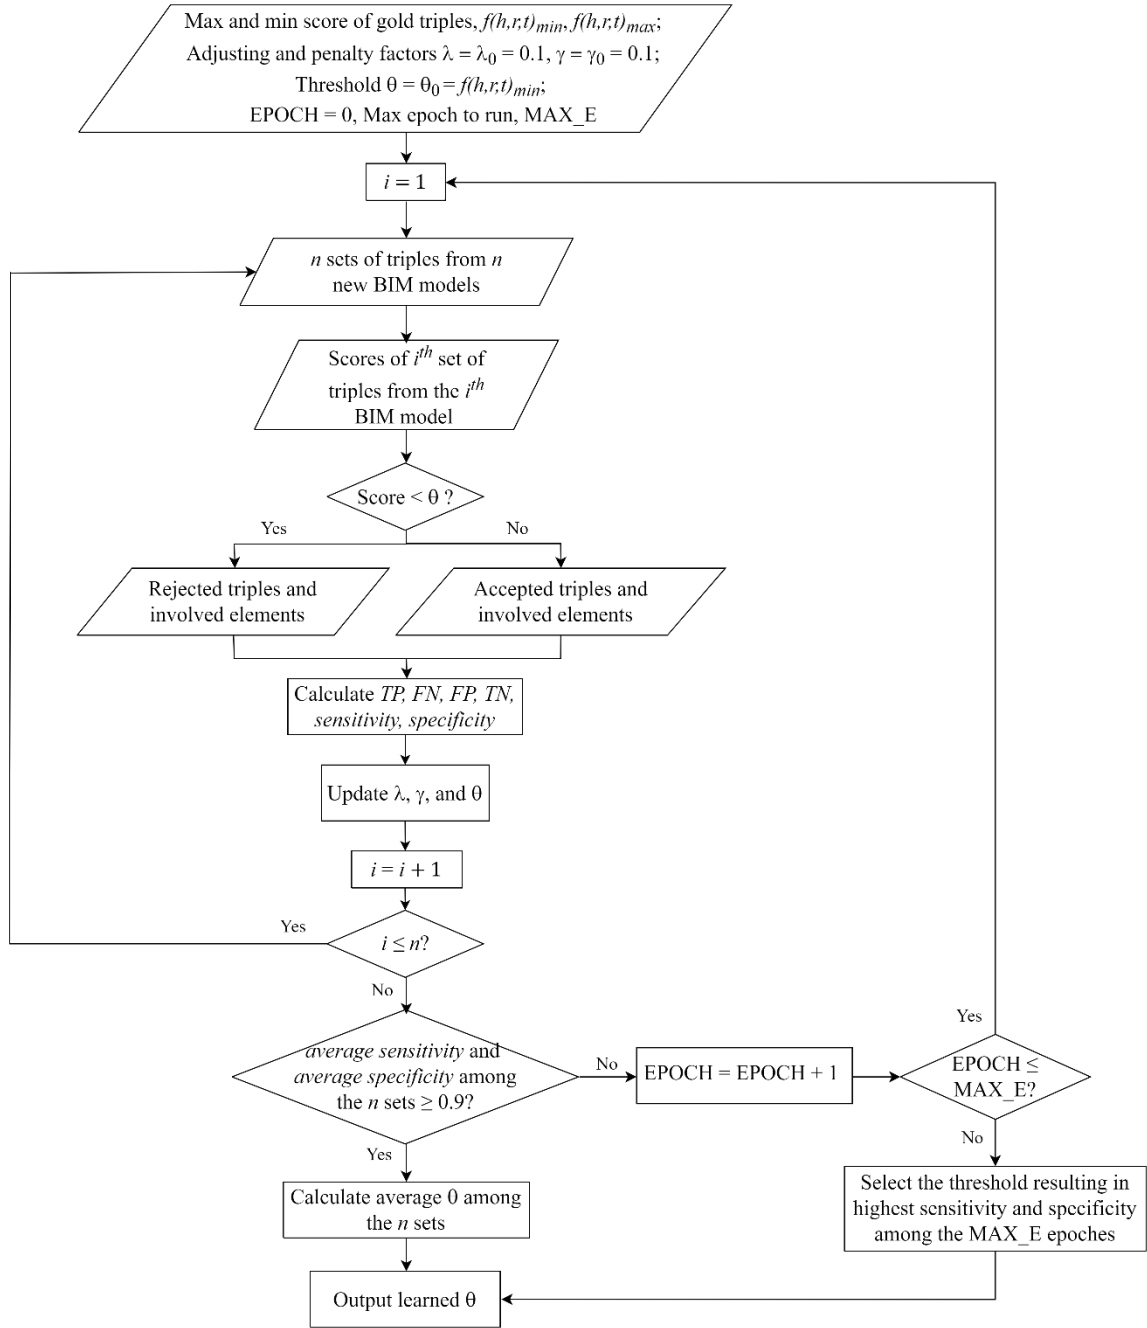 Max and min score of gold triples, f(h,r,t)min, f(h,r,t)max;
Adjusting and penalty factors λ = λ0 = 0.1, γ = γ0 = 0.1;
Threshold θ = θ0 = f(h,r,t)min;
EPOCH = 0, Max epoch to run, MAX_E
i = 1
n sets of triples from n
new BIM models
Scores of ith set of
triples from the ith
BIM model
Score < θ ?
Yes
No
Rejected triples and
involved elements
Accepted triples and
involved elements
Calculate TP, FN, FP, TN,
sensitivity, specificity
Update λ, γ, and θ
i = i + 1
Yes
i ≤ n?
No
average sensitivity and
average specificity among
the n sets ≥ 0.9?
No
EPOCH = EPOCH + 1
Yes
EPOCH ≤
MAX_E?
No
Yes
Calculate average θ among
the n sets
Select the threshold resulting in
highest sensitivity and specificity
among the MAX_E epoches
Output learned θ